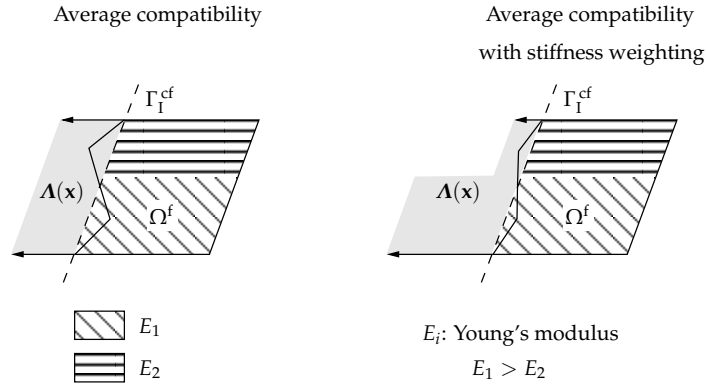 Average compatibility
Average compatibility
with stiffness weighting
Γ_I^cf
Γ_I^cf
Λ(x)
Ω^f
Λ(x)
Ω^f
E_1
E_2
E_i: Young's modulus
E_1 > E_2